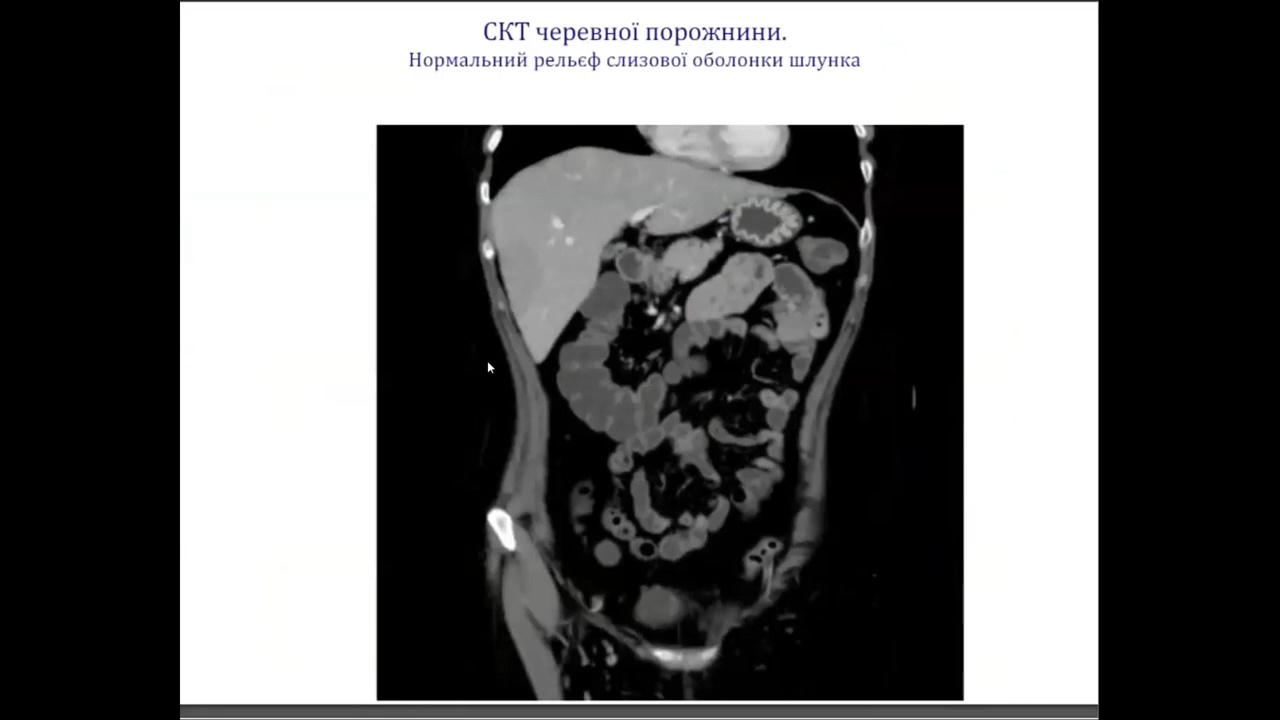 СКТ черевної порожнини.
Нормальний рельєф слизової оболонки шлунка